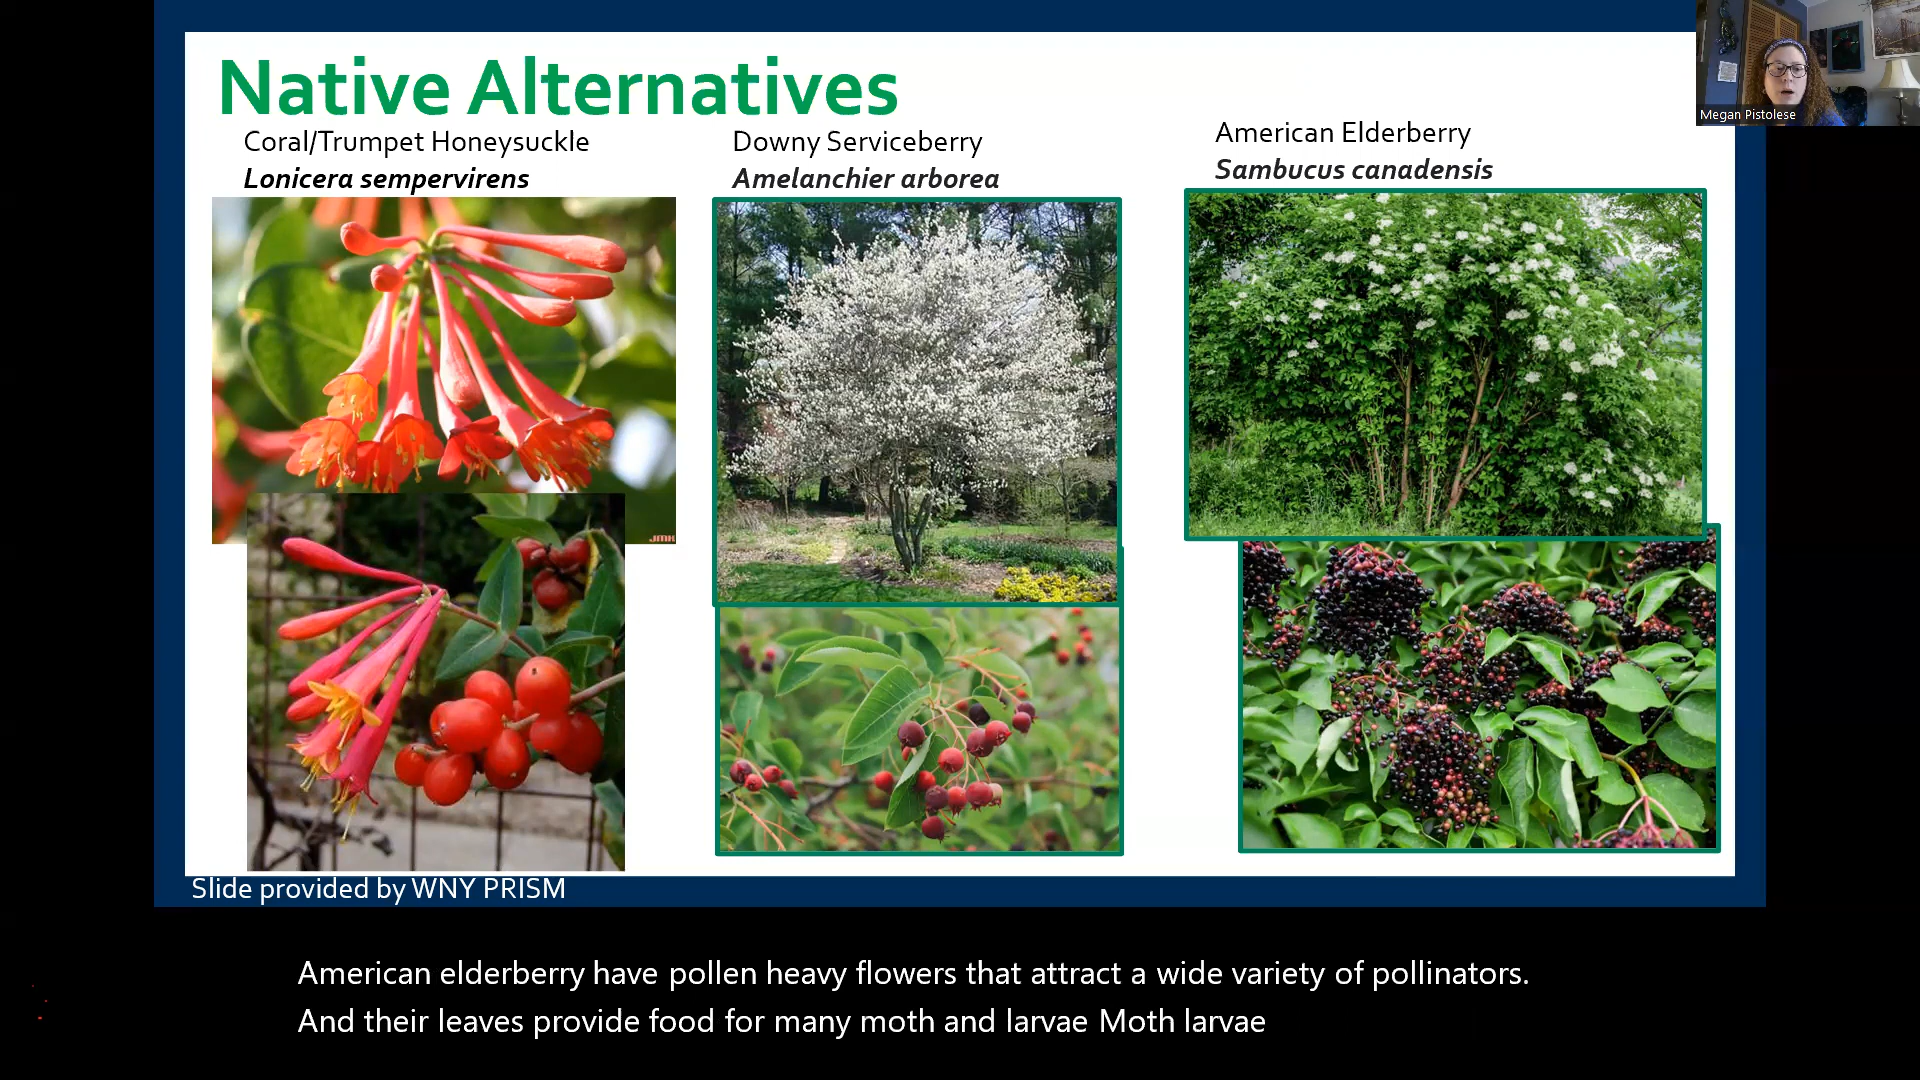 Native Alternatives
Coral/Trumpet Honeysuckle
Lonicera sempervirens
Downy Serviceberry
Amelanchier arborea
American Elderberry
Sambucus canadensis
JMK
Megan Pistolese
Slide provided by WNY PRISM
American elderberry have pollen heavy flowers that attract a wide variety of pollinators.
And their leaves provide food for many moth and larvae Moth larvae